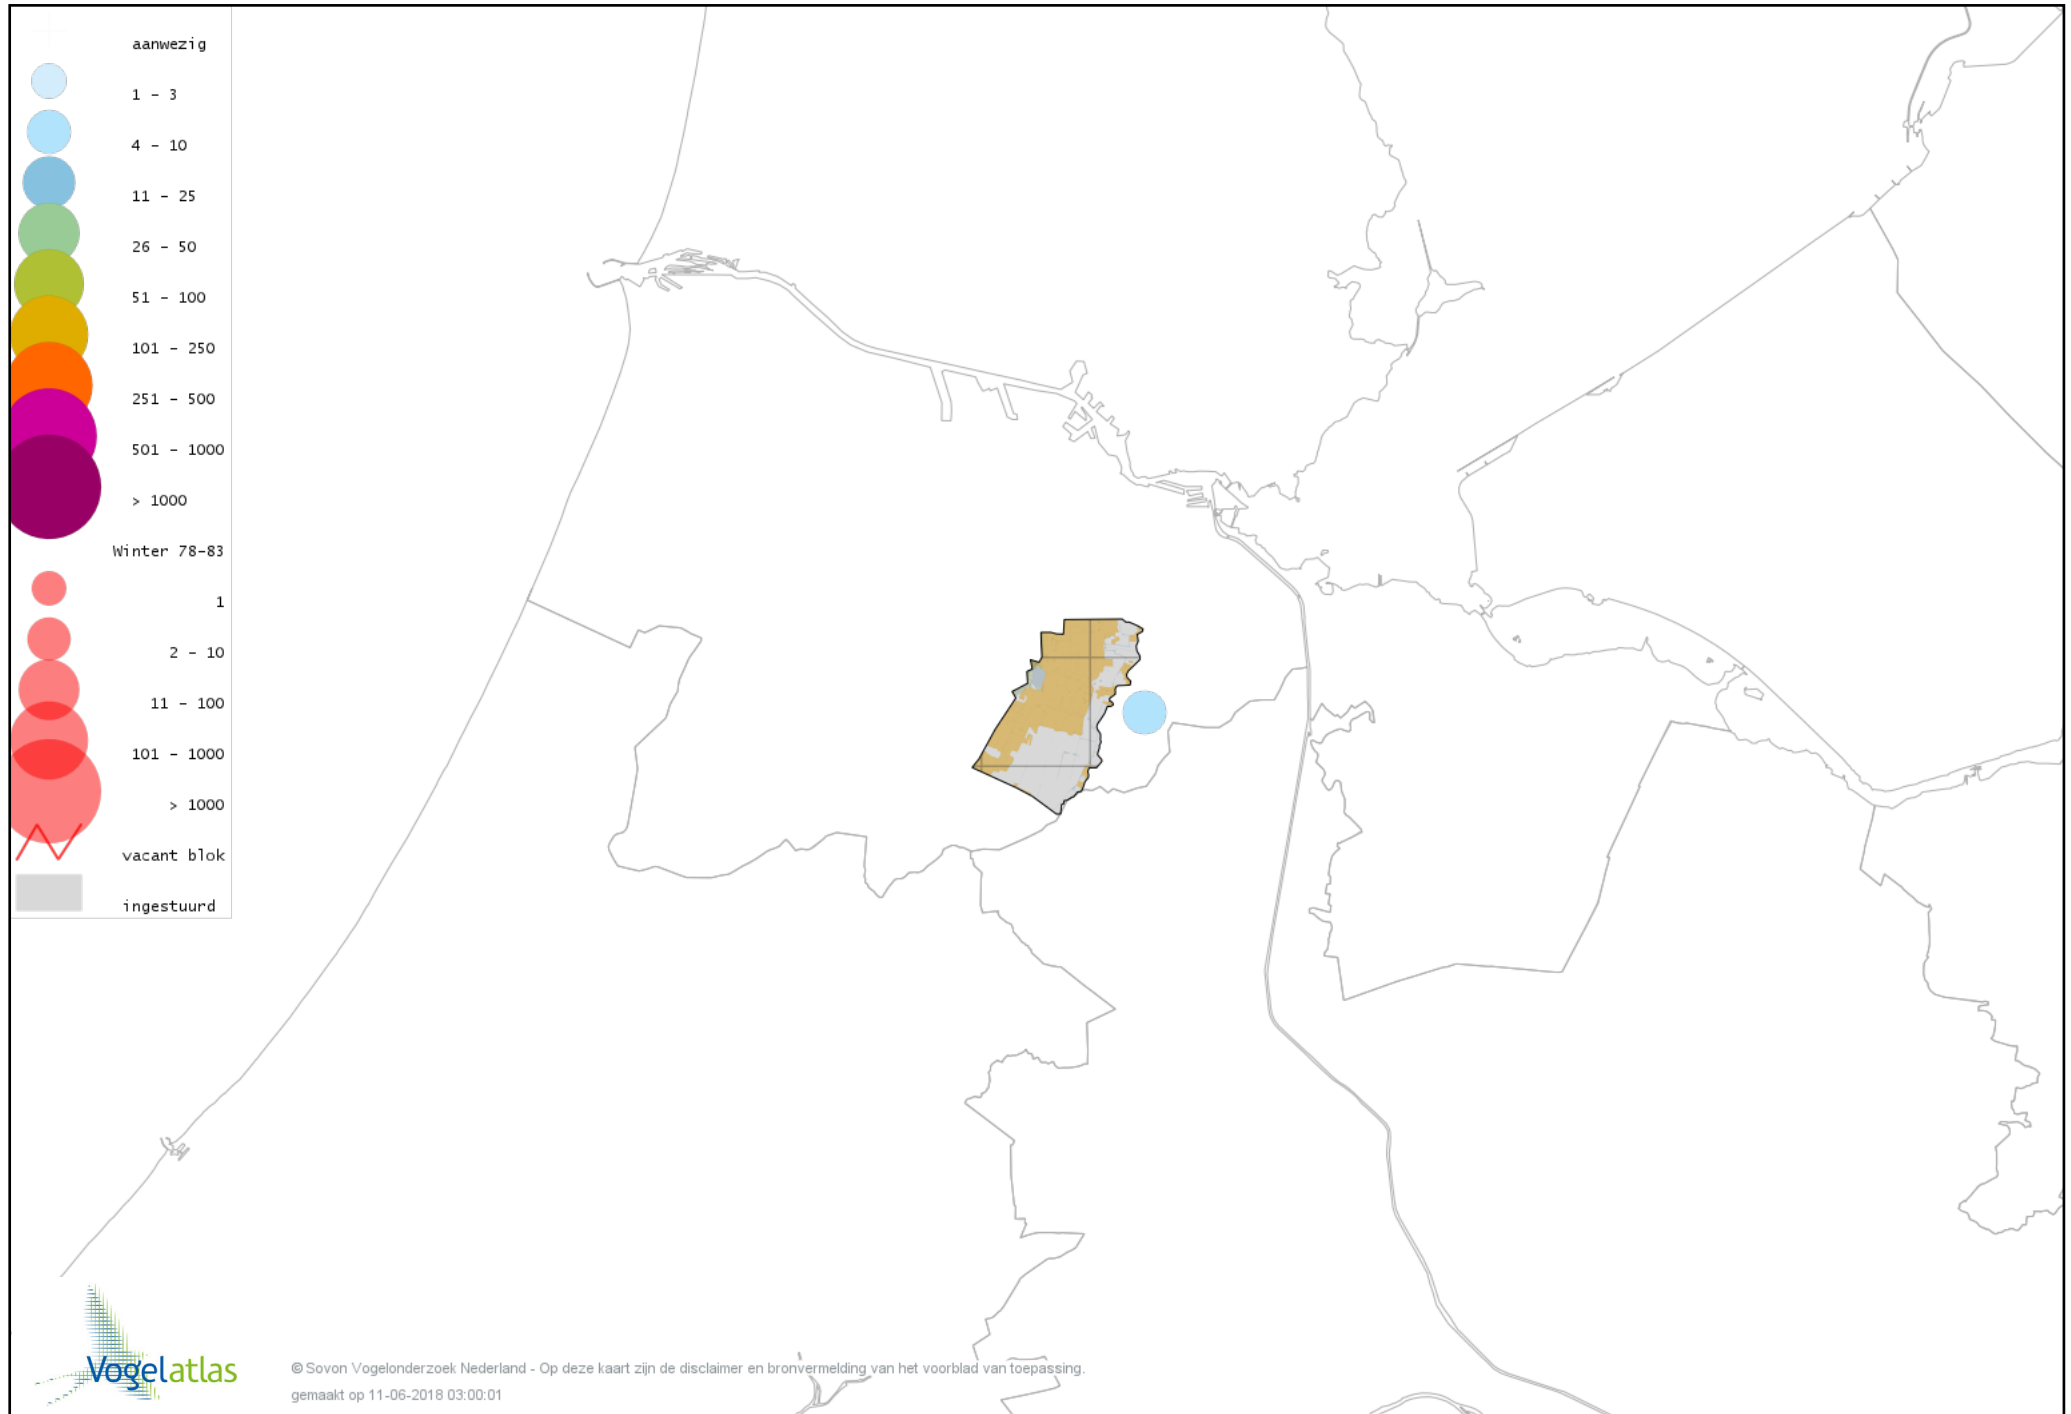 aanwezig
1 - 3
4 - 10
11 - 25
26 - 50
51 - 100
101 - 250
251 - 500
501 - 1000
> 1000
Winter 78-83
1
2 - 10
11 - 100
101 - 1000
> 1000
vacant blok
ingestuurd
Vogelatlas
© Sovon Vogelonderzoek Nederland - Op deze kaart zijn de disclaimer en bronvermelding van het voorblad van toepassing.
gemaakt op 11-06-2018 03:00:01